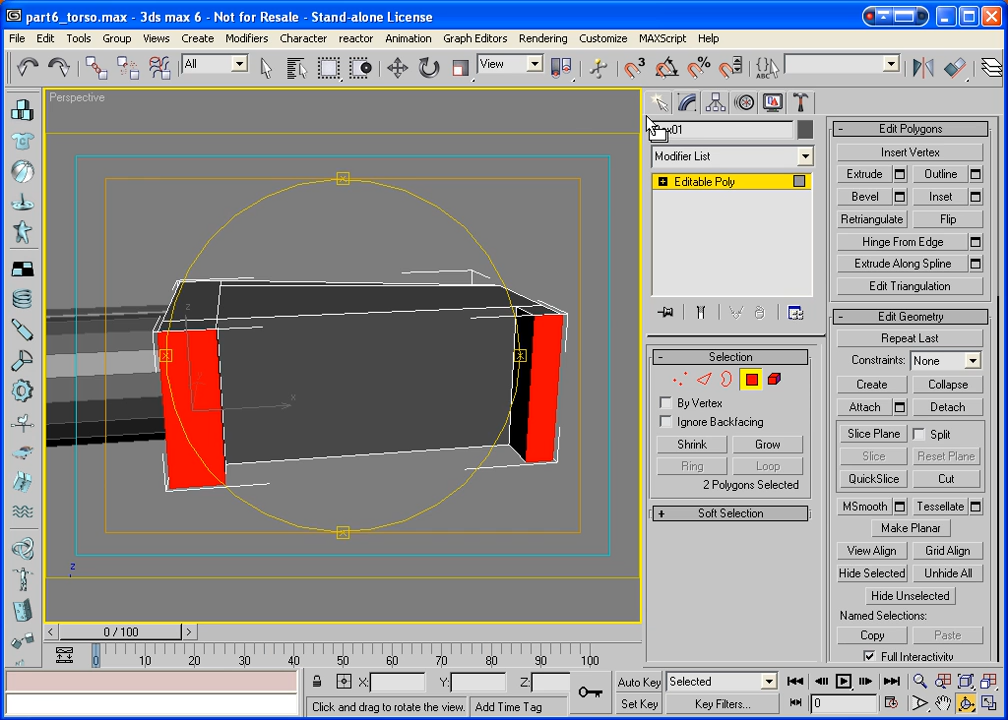 part6_torso.max - 3ds max 6 - Not for Resale - Stand-alone License
File Edit Tools Group Views Create Modifiers Character reactor Animation Graph Editors Rendering Customize MAXScript Help
All
View
3
ABC
Perspective
z
x
z
Modifier List
Editable Poly
Selection
By Vertex
Ignore Backfacing
Shrink Grow
Ring Loop
2 Polygons Selected
Soft Selection
Edit Polygons
Insert Vertex
Extrude Outline
Bevel Inset
Retriangulate Flip
Hinge From Edge
Extrude Along Spline
Edit Triangulation
Edit Geometry
Repeat Last
Constraints: None
Create Collapse
Attach Detach
Slice Plane Split
Slice Reset Plane
QuickSlice Cut
MSmooth Tessellate
Make Planar
View Align Grid Align
Hide Selected Unhide All
Hide Unselected
Named Selections:
Copy Paste
Full Interactivity
0 / 100
0 10 20 30 40 50 60 70 80 90 100
X: Y: Z:
Auto Key Selected
Click and drag to rotate the view. Add Time Tag
Set Key Key Filters... 0